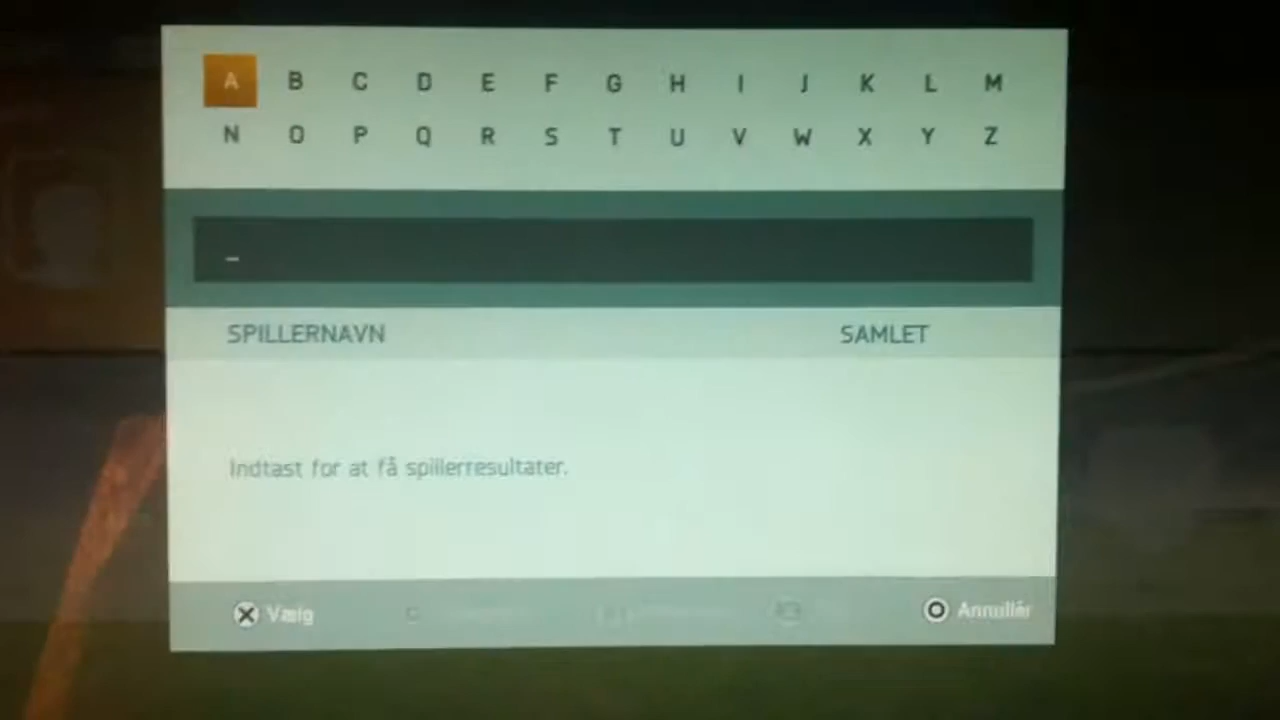 A B C D E F G H I J K L M
N O P Q R S T U V W X Y Z
_
SPILLERNAVN SAMLET
Indtast for at få spillerresultater.
Vælg Annullér